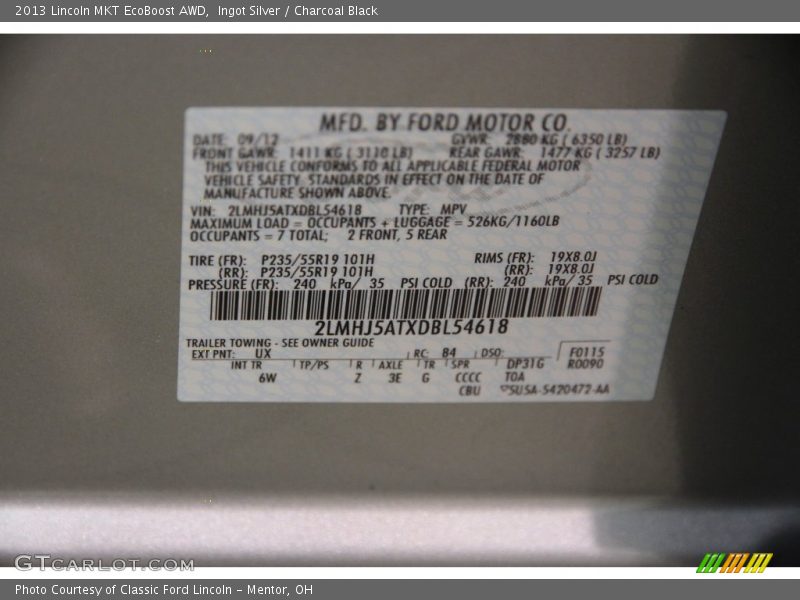 2013 Lincoln MKT EcoBoost AWD, Ingot Silver / Charcoal Black
MFD. BY FORD MOTOR CO.
DATE: 09/12 GVWR: 2880 KG ( 6350 LB)
FRONT GAWR: 1411 KG ( 3110 LB) REAR GAWR: 1477 KG ( 3257 LB)
THIS VEHICLE CONFORMS TO ALL APPLICABLE FEDERAL MOTOR
VEHICLE SAFETY STANDARDS IN EFFECT ON THE DATE OF
MANUFACTURE SHOWN ABOVE.
VIN: 2LMHJ5ATXDBL54618 TYPE: MPV
MAXIMUM LOAD = OCCUPANTS + LUGGAGE = 526KG/1160LB
OCCUPANTS = 7 TOTAL; 2 FRONT, 5 REAR
TIRE (FR): P235/55R19 101H RIMS (FR): 19X8.0J
(RR): P235/55R19 101H (RR): 19X8.0J
PRESSURE (FR): 240 kPa/ 35 PSI COLD (RR): 240 kPa/ 35 PSI COLD
2LMHJ5ATXDBL54618
TRAILER TOWING - SEE OWNER GUIDE
EXT PNT: UX RC: 84 DSO: F0115
INT TR TP/PS R AXLE TR SPR DP31G R0090
6W Z 3E G CCCC TOA
CBU 5U5A-5420472-AA
GTCARLOT.COM
Photo Courtesy of Classic Ford Lincoln – Mentor, OH